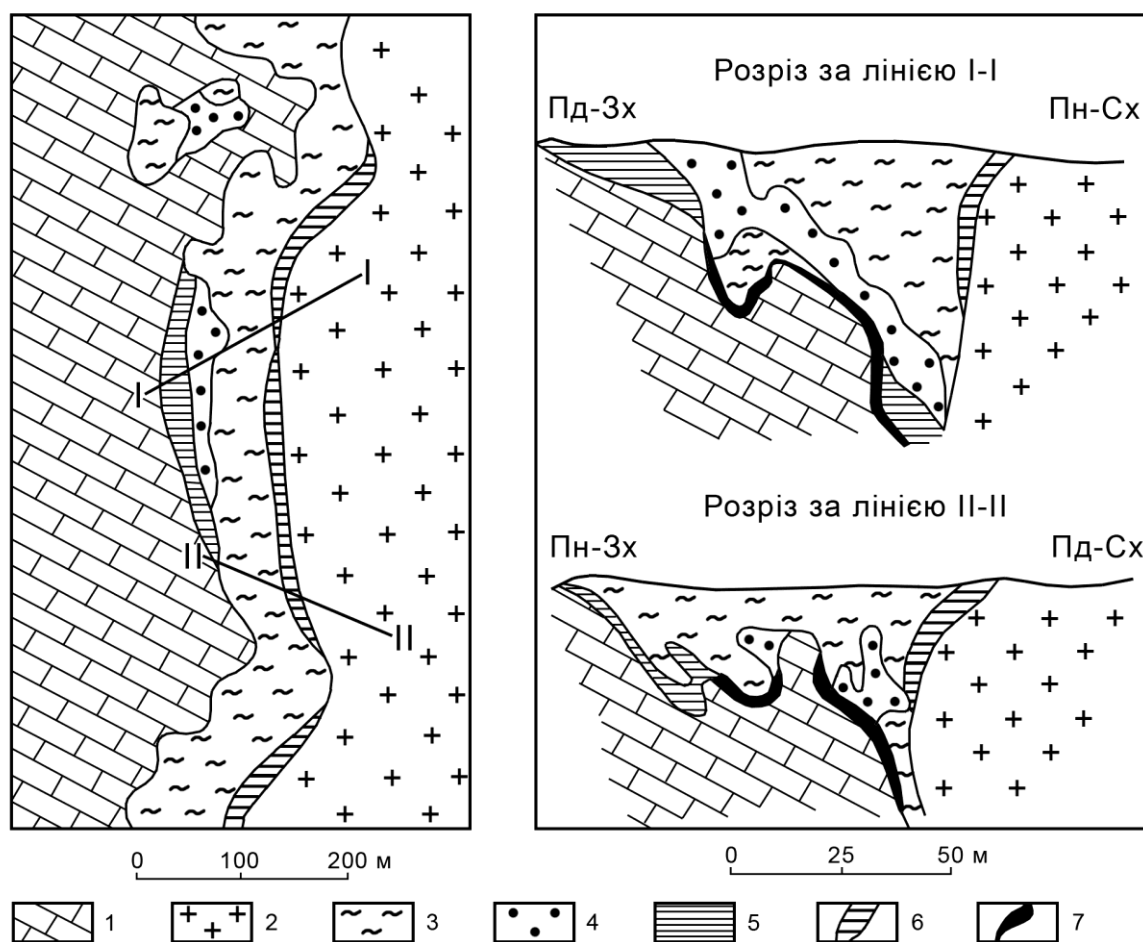 Розріз за лінією I-I
Пд-Зх Пн-Сх
I
I
II
II
Розріз за лінією II-II
Пн-Зх Пд-Сх
0 100 200 м
0 25 50 м
1 2 3 4 5 6 7